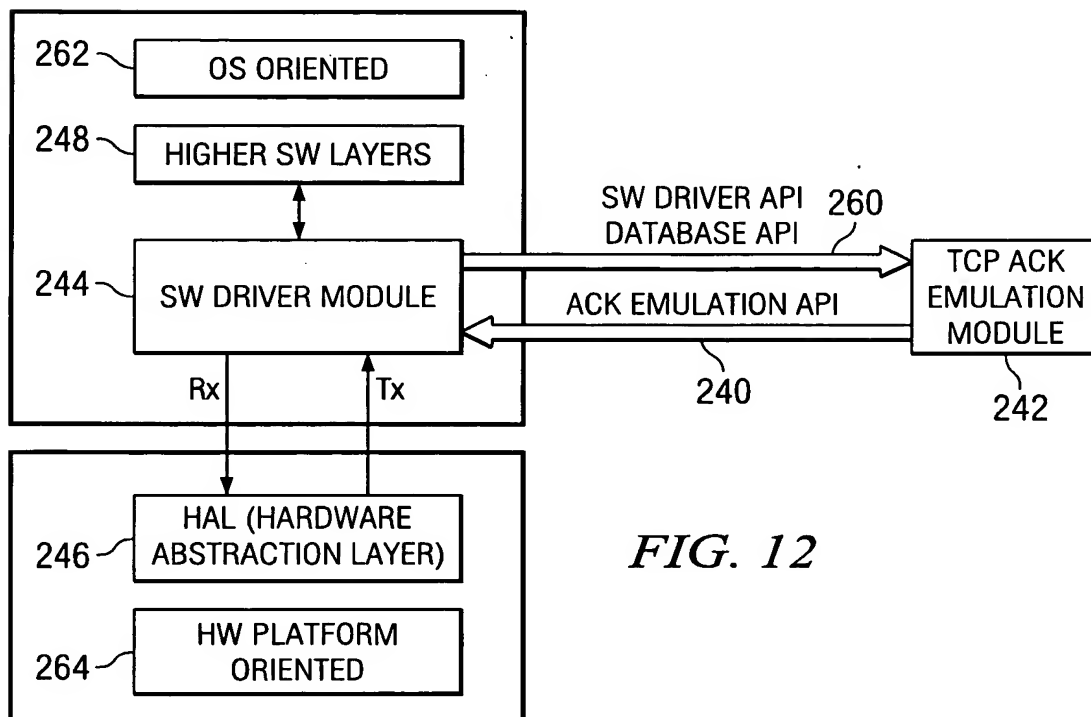 262
OS ORIENTED
248
HIGHER SW LAYERS
244
SW DRIVER MODULE
SW DRIVER API
DATABASE API
260
ACK EMULATION API
240
TCP ACK
EMULATION
MODULE
242
Rx
Tx
246
HAL (HARDWARE
ABSTRACTION LAYER)
FIG. 12
264
HW PLATFORM
ORIENTED